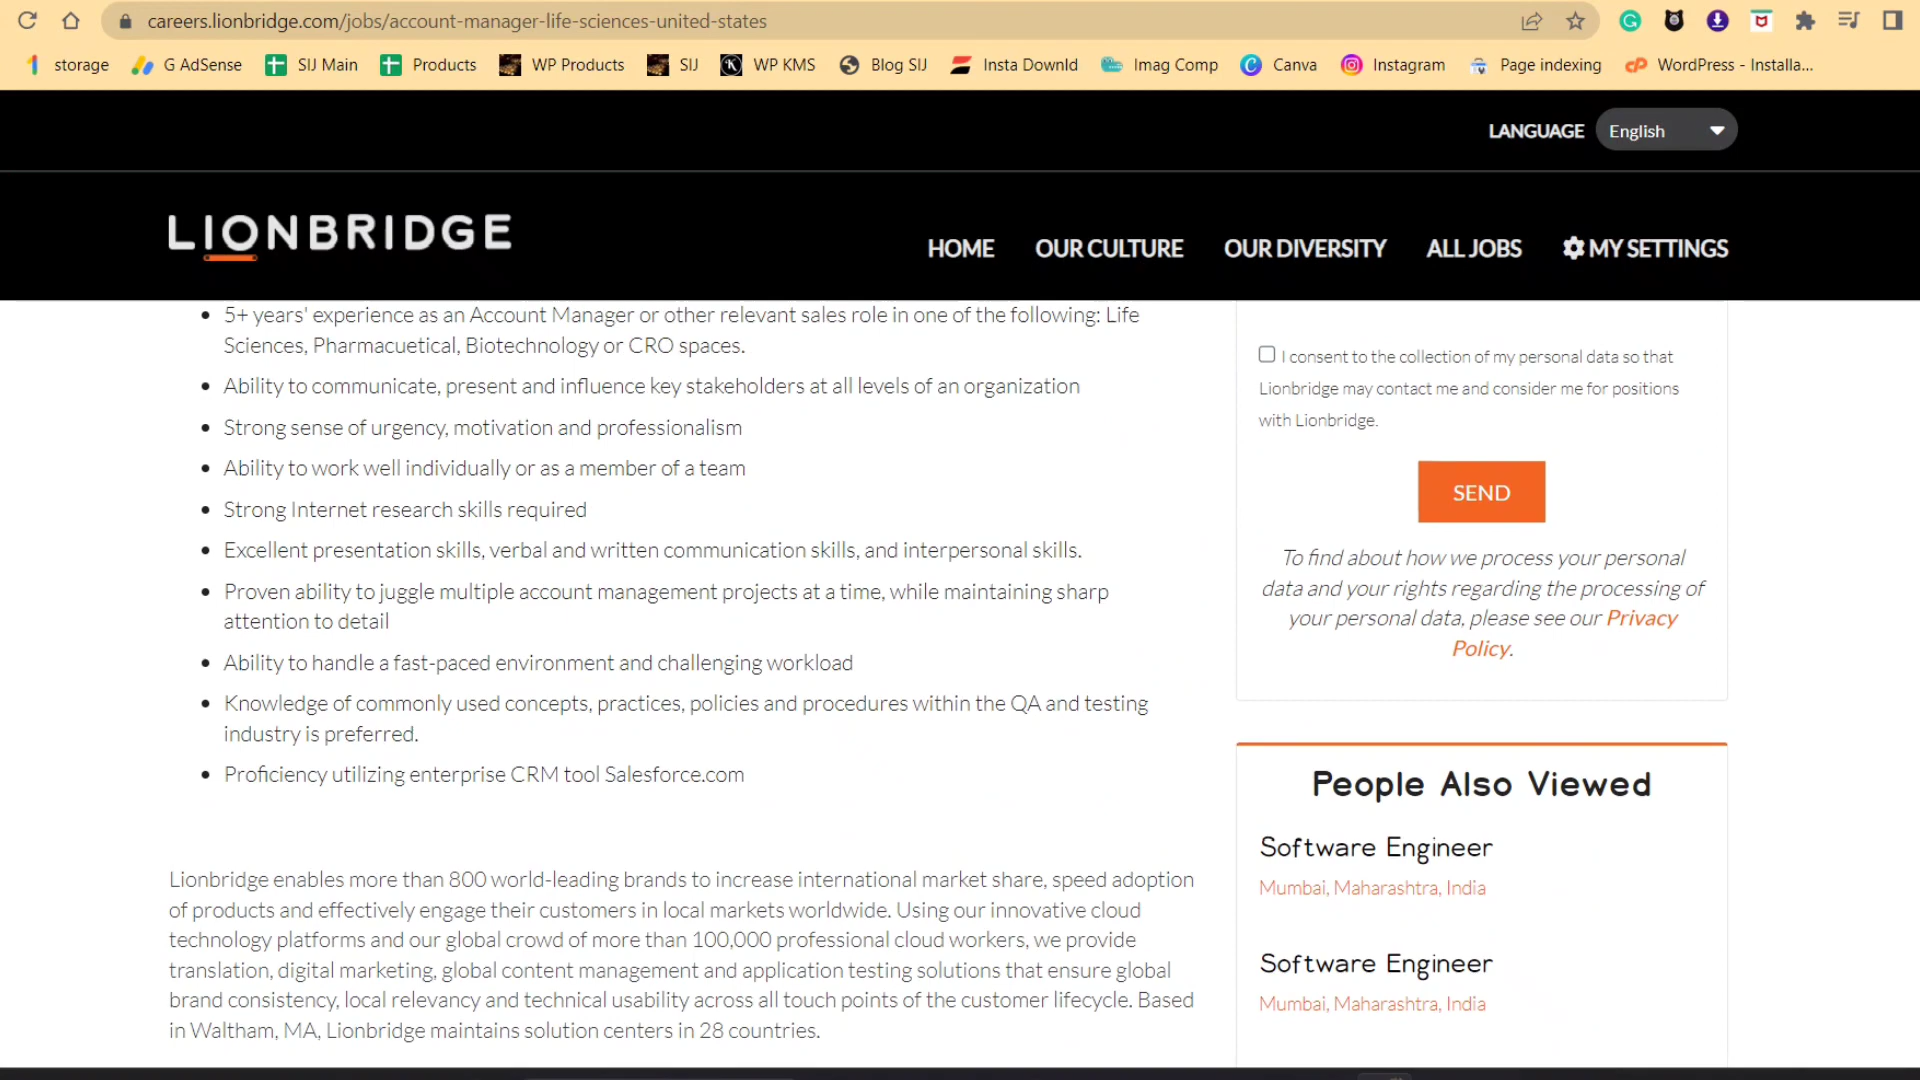 careers.lionbridge.com/jobs/account-manager-life-sciences-united-states
storage G AdSense SIJ Main Products WP Products SIJ WP KMS Blog SIJ Insta Downld Imag Comp Canva Instagram Page indexing WordPress - Installa...
LANGUAGE English
LIONBRIDGE
HOME OUR CULTURE OUR DIVERSITY ALL JOBS MY SETTINGS
• 5+ years' experience as an Account Manager or other relevant sales role in one of the following: Life
Sciences, Pharmacuetical, Biotechnology or CRO spaces.
• Ability to communicate, present and influence key stakeholders at all levels of an organization
• Strong sense of urgency, motivation and professionalism
• Ability to work well individually or as a member of a team
• Strong Internet research skills required
• Excellent presentation skills, verbal and written communication skills, and interpersonal skills.
• Proven ability to juggle multiple account management projects at a time, while maintaining sharp
attention to detail
• Ability to handle a fast-paced environment and challenging workload
• Knowledge of commonly used concepts, practices, policies and procedures within the QA and testing
industry is preferred.
• Proficiency utilizing enterprise CRM tool Salesforce.com
Lionbridge enables more than 800 world-leading brands to increase international market share, speed adoption
of products and effectively engage their customers in local markets worldwide. Using our innovative cloud
technology platforms and our global crowd of more than 100,000 professional cloud workers, we provide
translation, digital marketing, global content management and application testing solutions that ensure global
brand consistency, local relevancy and technical usability across all touch points of the customer lifecycle. Based
in Waltham, MA, Lionbridge maintains solution centers in 28 countries.
I consent to the collection of my personal data so that
Lionbridge may contact me and consider me for positions
with Lionbridge.
SEND
To find about how we process your personal
data and your rights regarding the processing of
your personal data, please see our Privacy
Policy.
People Also Viewed
Software Engineer
Mumbai, Maharashtra, India
Software Engineer
Mumbai, Maharashtra, India